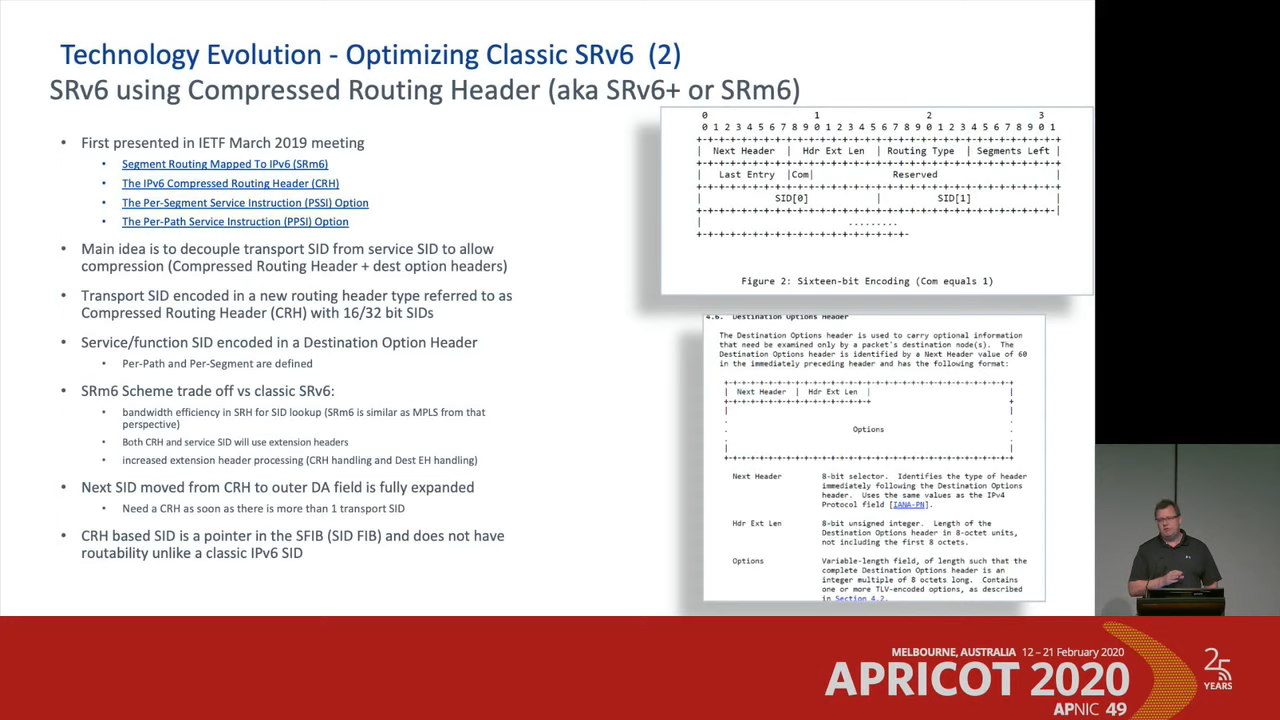 Technology Evolution - Optimizing Classic SRv6 (2)
SRv6 using Compressed Routing Header (aka SRv6+ or SRm6)
• First presented in IETF March 2019 meeting
• Segment Routing Mapped To IPv6 (SRm6)
• The IPv6 Compressed Routing Header (CRH)
• The Per-Segment Service Instruction (PSSI) Option
• The Per-Path Service Instruction (PPSI) Option
• Main idea is to decouple transport SID from service SID to allow
compression (Compressed Routing Header + dest option headers)
• Transport SID encoded in a new routing header type referred to as
Compressed Routing Header (CRH) with 16/32 bit SIDs
• Service/function SID encoded in a Destination Option Header
• Per-Path and Per-Segment are defined
• SRm6 Scheme trade off vs classic SRv6:
• bandwidth efficiency in SRH for SID lookup (SRm6 is similar as MPLS from that
perspective)
• Both CRH and service SID will use extension headers
• increased extension header processing (CRH handling and Dest EH handling)
• Next SID moved from CRH to outer DA field is fully expanded
• Need a CRH as soon as there is more than 1 transport SID
• CRH based SID is a pointer in the SFIB (SID FIB) and does not have
routability unlike a classic IPv6 SID
0 1 2 3
0 1 2 3 4 5 6 7 8 9 0 1 2 3 4 5 6 7 8 9 0 1 2 3 4 5 6 7 8 9 0 1
+-+-+-+-+-+-+-+-+-+-+-+-+-+-+-+-+-+-+-+-+-+-+-+-+-+-+-+-+-+-+-+-+
| Next Header | Hdr Ext Len | Routing Type | Segments Left |
+-+-+-+-+-+-+-+-+-+-+-+-+-+-+-+-+-+-+-+-+-+-+-+-+-+-+-+-+-+-+-+-+
| Last Entry |Com| Reserved |
+-+-+-+-+-+-+-+-+-+-+-+-+-+-+-+-+-+-+-+-+-+-+-+-+-+-+-+-+-+-+-+-+
| SID[0] | SID[1] |
+-+-+-+-+-+-+-+-+-+-+-+-+-+-+-+-+-+-+-+-+-+-+-+-+-+-+-+-+-+-+-+-|
| .........
+-+-+-+-+-+-+-+-+-+-+-+-+-+-+-+-+-+-+-
Figure 2: Sixteen-bit Encoding (Com equals 1)
4.6. Destination Options Header
The Destination Options header is used to carry optional information
that need be examined only by a packet's destination node(s). The
Destination Options header is identified by a Next Header value of 60
in the immediately preceding header and has the following format:
+-+-+-+-+-+-+-+-+-+-+-+-+-+-+-+-+-+-+-+-+-+-+-+-+-+-+-+-+-+-+-+-+
| Next Header | Hdr Ext Len | |
+-+-+-+-+-+-+-+-+-+-+-+-+-+-+-+-+ +
| |
. .
. Options .
. .
| |
+-+-+-+-+-+-+-+-+-+-+-+-+-+-+-+-+-+-+-+-+-+-+-+-+-+-+-+-+-+-+-+-+
Next Header 8-bit selector. Identifies the type of header
immediately following the Destination Options
header. Uses the same values as the IPv4
Protocol field [IANA-PN].
Hdr Ext Len 8-bit unsigned integer. Length of the
Destination Options header in 8-octet units,
not including the first 8 octets.
Options Variable-length field, of length such that the
complete Destination Options header is an
integer multiple of 8 octets long. Contains
one or more TLV-encoded options, as described
in Section 4.2.
MELBOURNE, AUSTRALIA 12 – 21 February 2020
APRICOT 2020
APNIC 49
25
YEARS